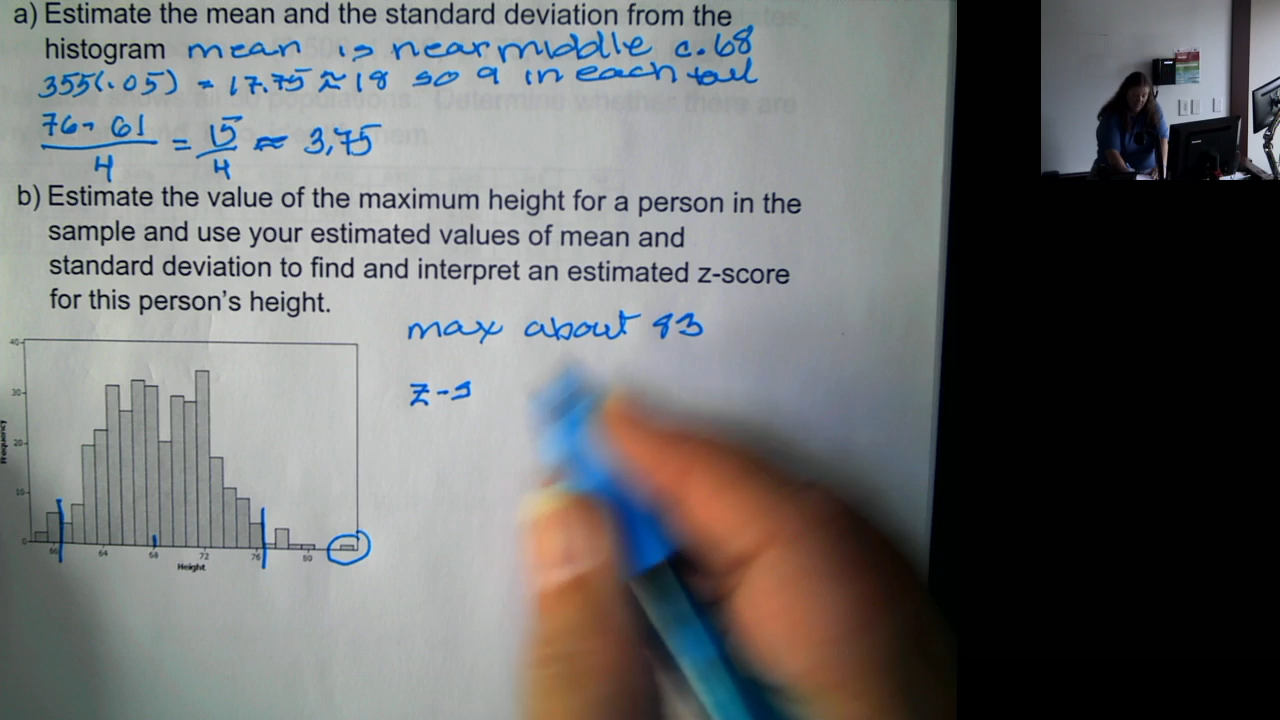 a) Estimate the mean and the standard deviation from the
histogram mean is near middle c. 68
355(.05) = 17.75 ≈ 18 so 9 in each tail
76-61 = 15 ≈ 3.75
4 4
b) Estimate the value of the maximum height for a person in the
sample and use your estimated values of mean and
standard deviation to find and interpret an estimated z-score
for this person's height.
max about 83
z-s
40
30
20
10
0
Frequency
60 64 68 72 76 80
Height